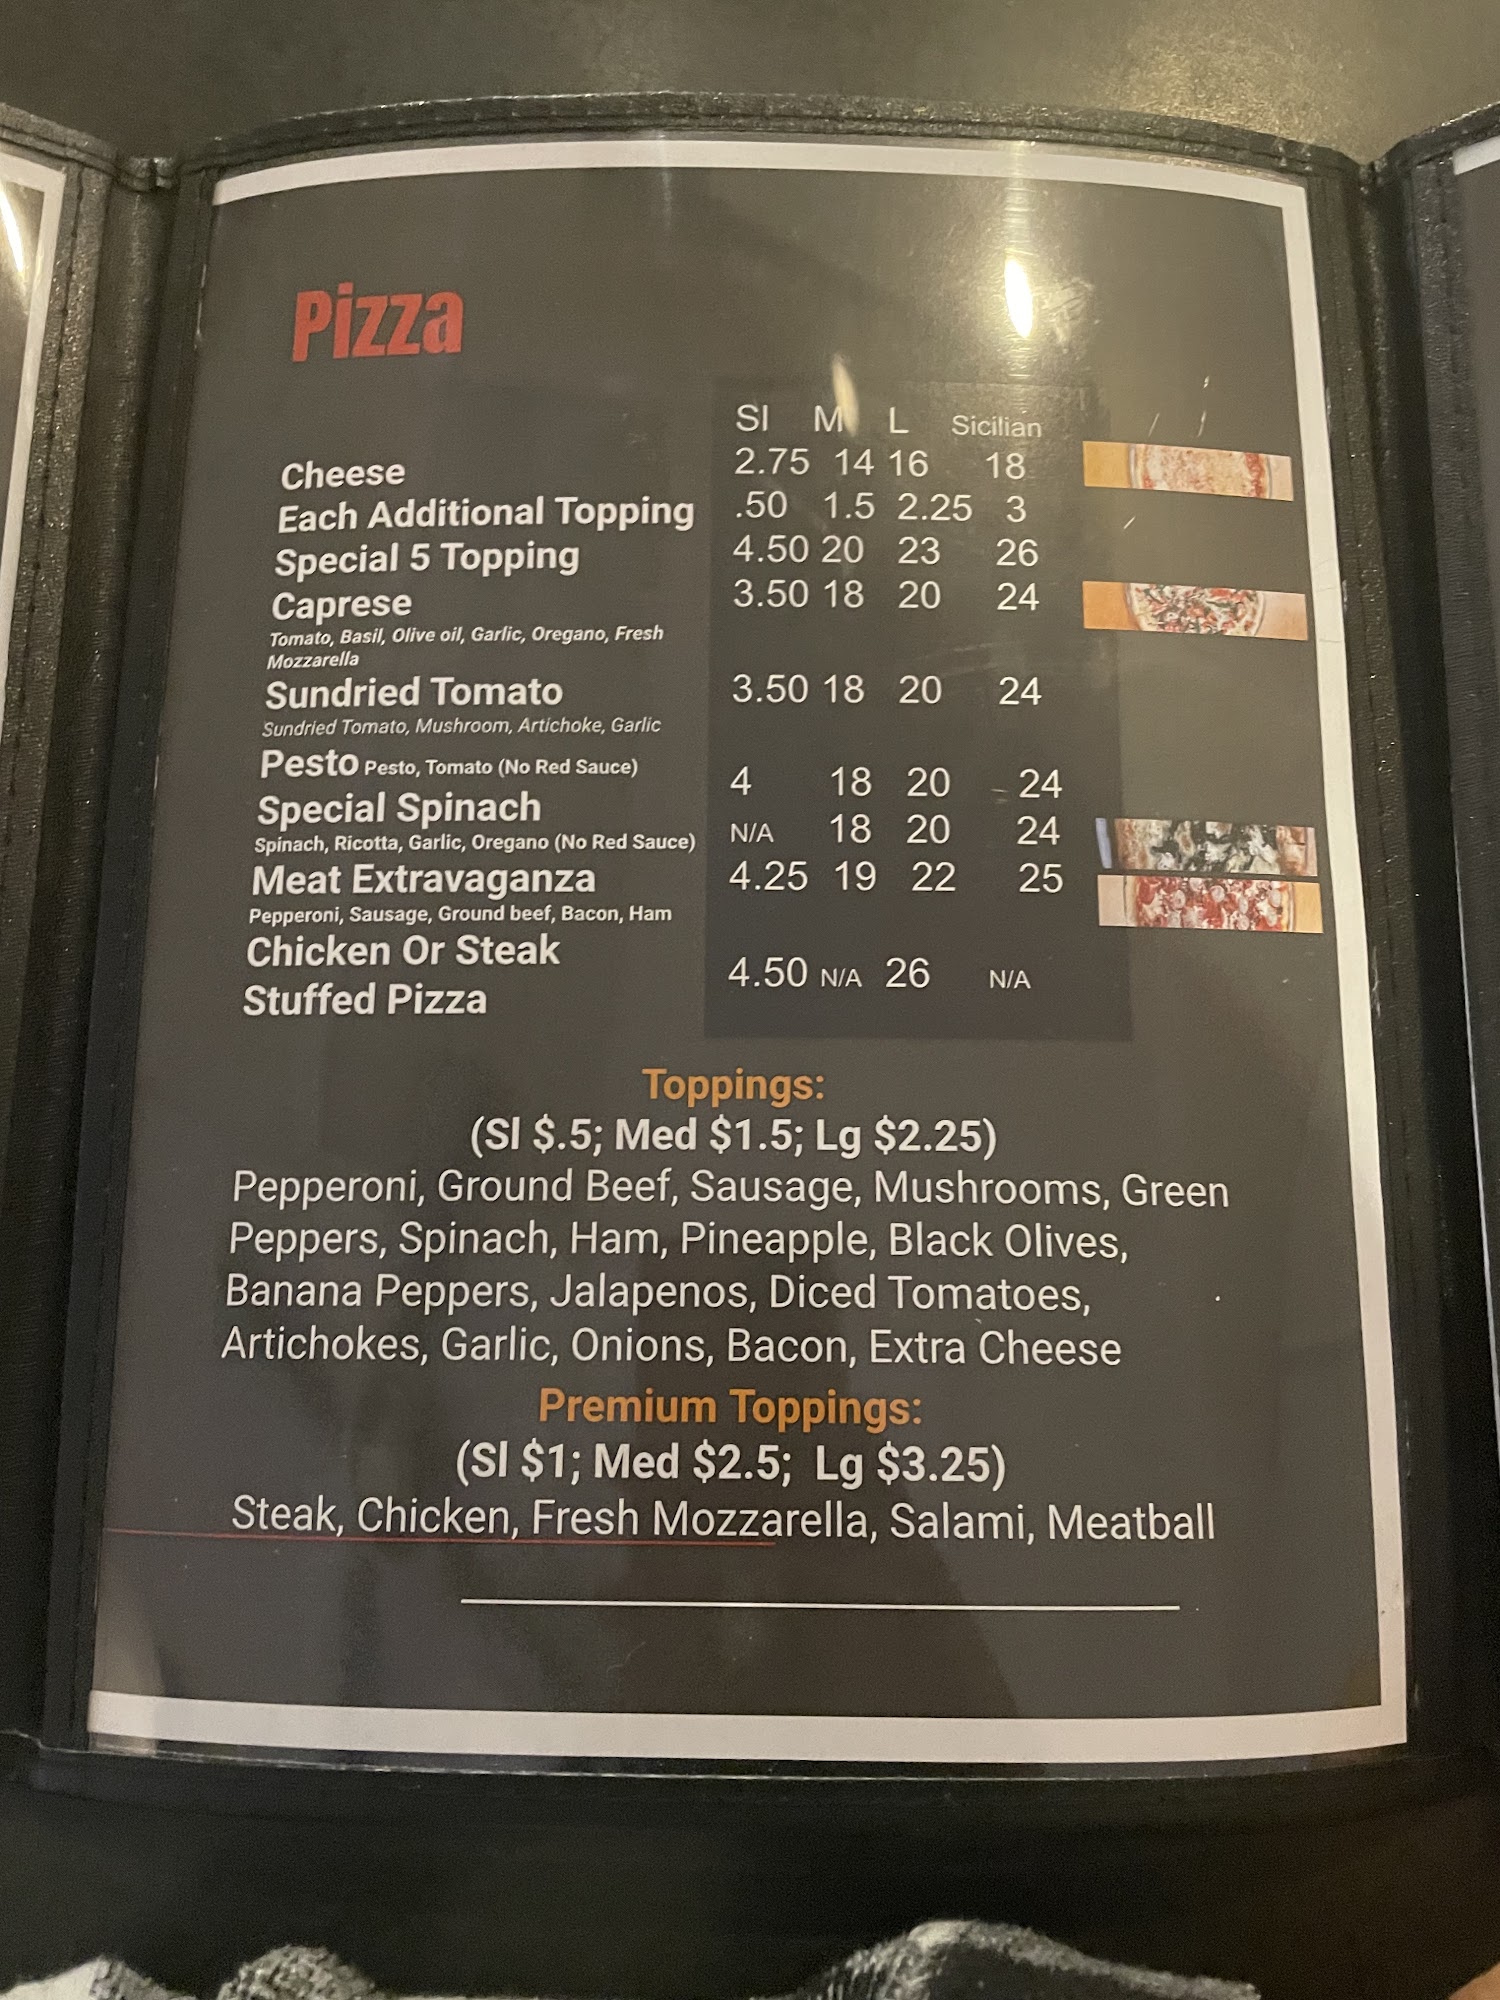 Pizza
Sl M L Sicilian
Cheese 2.75 14 16 18
Each Additional Topping .50 1.5 2.25 3
Special 5 Topping 4.50 20 23 26
Caprese 3.50 18 20 24
Tomato, Basil, Olive oil, Garlic, Oregano, Fresh
Mozzarella
Sundried Tomato 3.50 18 20 24
Sundried Tomato, Mushroom, Artichoke, Garlic
Pesto Pesto, Tomato (No Red Sauce) 4 18 20 24
Special Spinach N/A 18 20 24
Spinach, Ricotta, Garlic, Oregano (No Red Sauce)
Meat Extravaganza 4.25 19 22 25
Pepperoni, Sausage, Ground beef, Bacon, Ham
Chicken Or Steak 4.50 N/A 26 N/A
Stuffed Pizza
Toppings:
(Sl $.5; Med $1.5; Lg $2.25)
Pepperoni, Ground Beef, Sausage, Mushrooms, Green
Peppers, Spinach, Ham, Pineapple, Black Olives,
Banana Peppers, Jalapenos, Diced Tomatoes,
Artichokes, Garlic, Onions, Bacon, Extra Cheese
Premium Toppings:
(Sl $1; Med $2.5; Lg $3.25)
Steak, Chicken, Fresh Mozzarella, Salami, Meatball